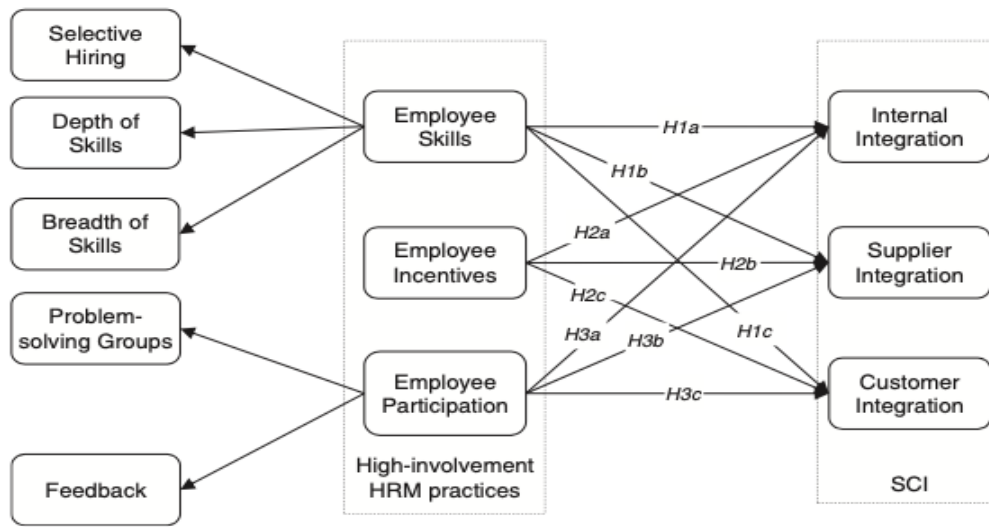 Selective
Hiring
Depth of
Skills
Breadth of
Skills
Problem-
solving Groups
Feedback
Employee
Skills
Employee
Incentives
Employee
Participation
High-involvement
HRM practices
H1a
H1b
H2a
H2b
H2c
H3a
H3b
H1c
H3c
Internal
Integration
Supplier
Integration
Customer
Integration
SCI